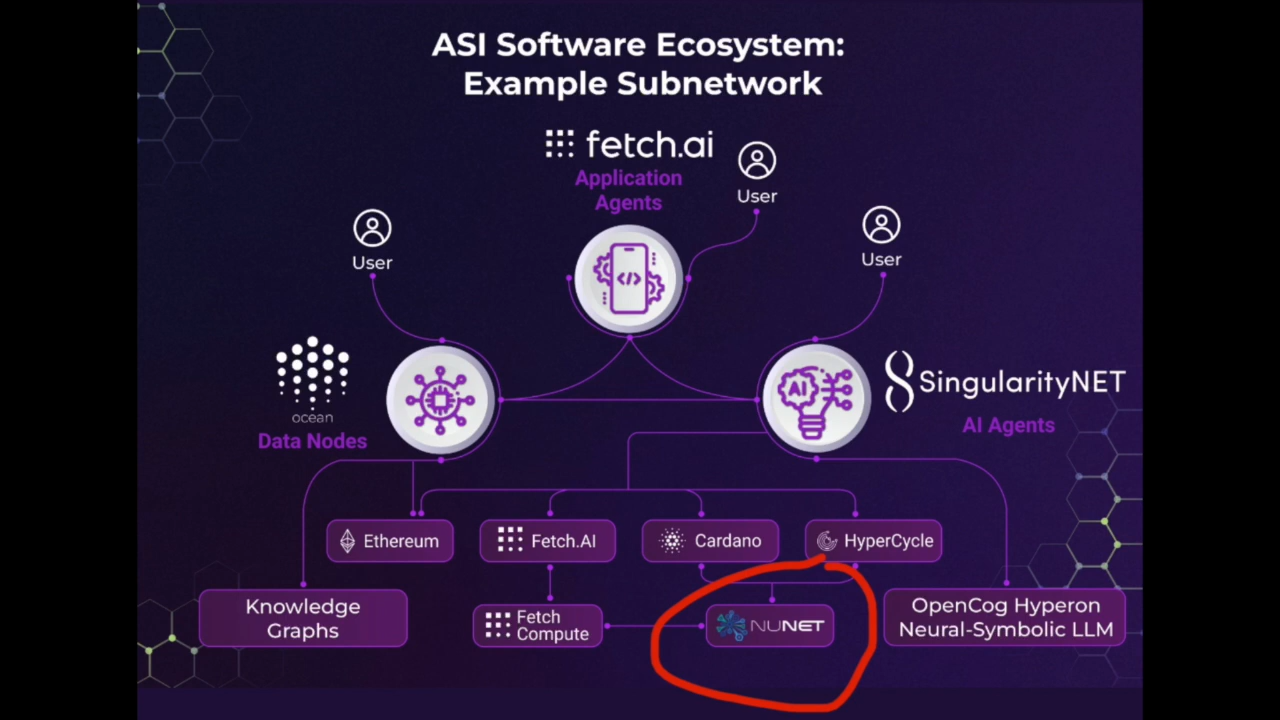 ASI Software Ecosystem:
Example Subnetwork
fetch.ai
Application
Agents
User
User
User
</>
ocean
Data Nodes
AI
SingularityNET
AI Agents
Ethereum
Fetch.AI
Cardano
HyperCycle
Knowledge
Graphs
Fetch
Compute
NUNET
OpenCog Hyperon
Neural-Symbolic LLM